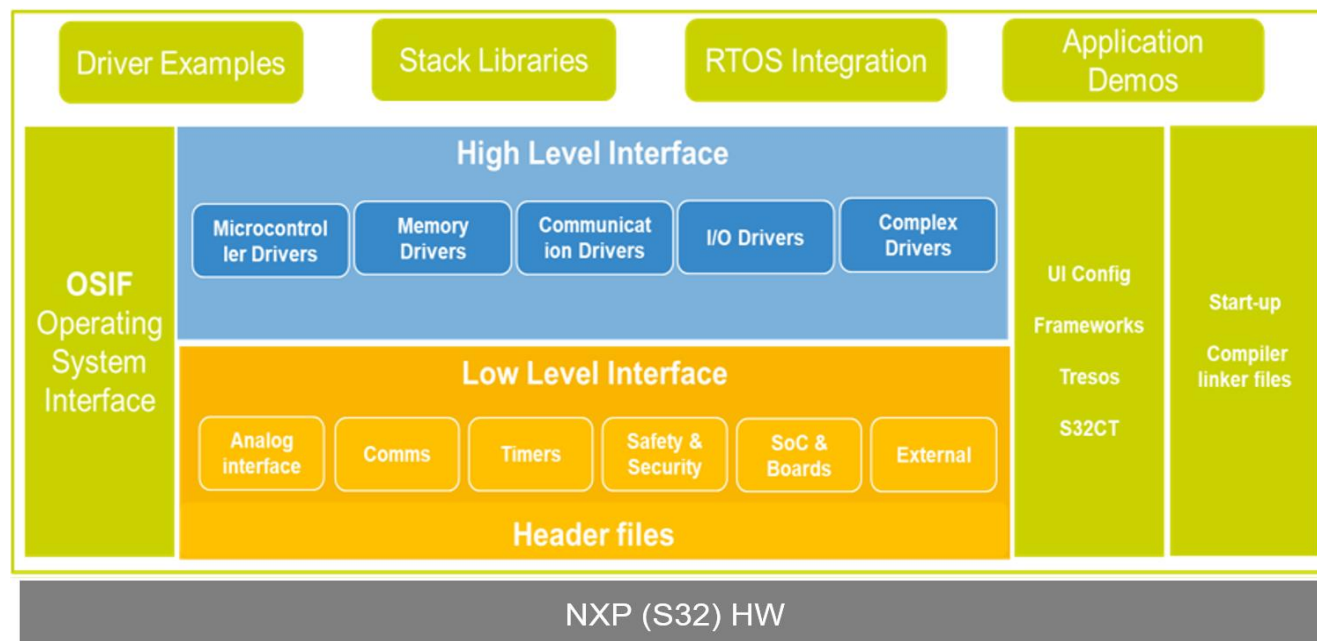 Driver Examples
Stack Libraries
RTOS Integration
Application
Demos
OSIF
Operating
System
Interface
High Level Interface
Microcontrol
ler Drivers
Memory
Drivers
Communicat
ion Drivers
I/O Drivers
Complex
Drivers
Low Level Interface
Analog
interface
Comms
Timers
Safety &
Security
SoC &
Boards
External
Header files
UI Config
Frameworks
Tresos
S32CT
Start-up
Compiler
linker files
NXP (S32) HW